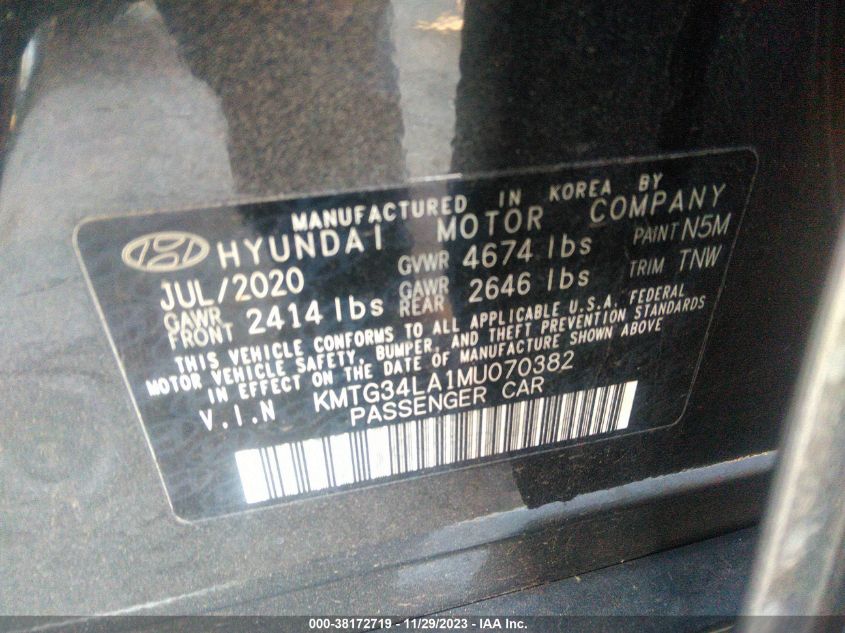 MANUFACTURED IN KOREA BY
HYUNDAI MOTOR COMPANY
JUL/2020 GVWR 4674 lbs PAINT N5M
GAWR FRONT 2414 lbs GAWR REAR 2646 lbs TRIM TNW
THIS VEHICLE CONFORMS TO ALL APPLICABLE U.S.A. FEDERAL
MOTOR VEHICLE SAFETY, BUMPER, AND THEFT PREVENTION STANDARDS
IN EFFECT ON THE DATE OF MANUFACTURE SHOWN ABOVE
V.I.N KMTG34LA1MU070382
PASSENGER CAR
000-38172719 - 11/29/2023 - IAA Inc.